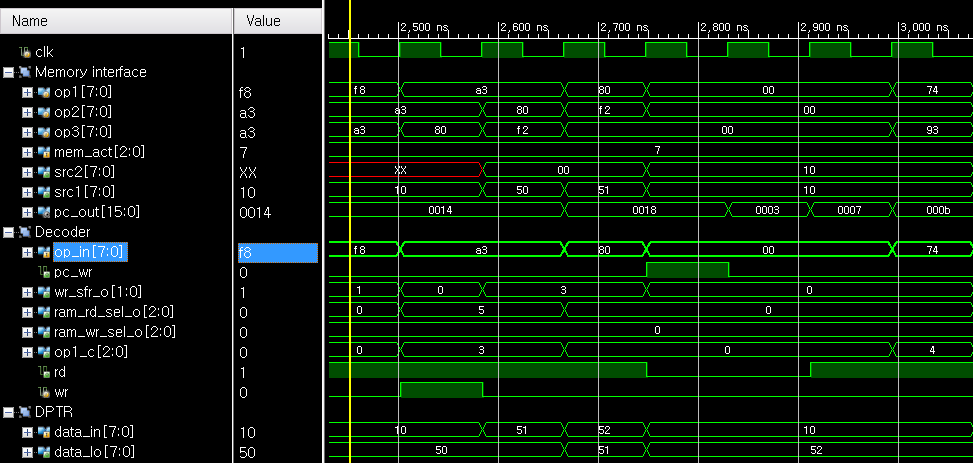 Name Value 2,500 ns 2,600 ns 2,700 ns 2,800 ns 2,900 ns 3,000 ns
clk 1
Memory interface
op1[7:0] f8 f8 a3 80 00 74
op2[7:0] a3 a3 80 f2 00
op3[7:0] a3 a3 80 f2 00 93
mem_act[2:0] 7 7
src2[7:0] XX XX 00 10
src1[7:0] 10 10 50 51 10
pc_out[15:0] 0014 0014 0018 0003 0007 000b
Decoder
op_in[7:0] f8 f8 a3 80 00 74
pc_wr 0
wr_sfr_o[1:0] 1 1 0 3 0
ram_rd_sel_o[2:0] 0 0 5 0
ram_wr_sel_o[2:0] 0 0
op1_c[2:0] 0 0 3 0 4
rd 1
wr 0
DPTR
data_in[7:0] 10 10 51 52 10
data_lo[7:0] 50 50 51 52